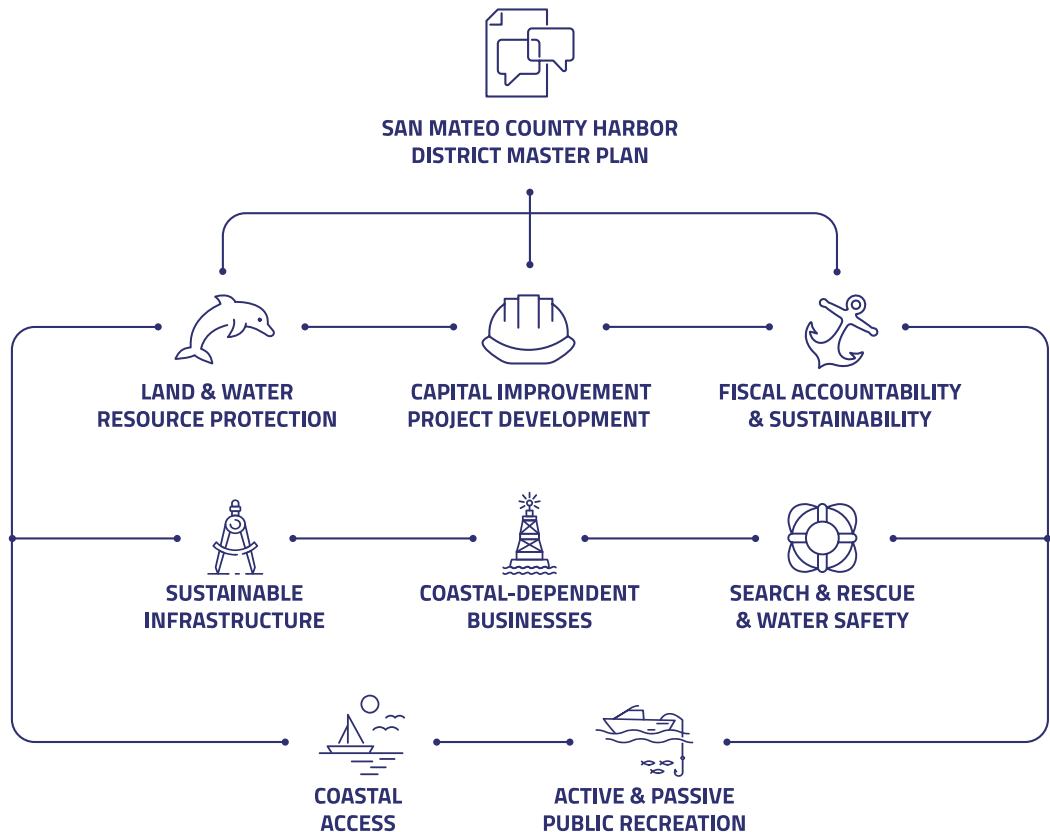 SAN MATEO COUNTY HARBOR
DISTRICT MASTER PLAN
LAND & WATER
RESOURCE PROTECTION
CAPITAL IMPROVEMENT
PROJECT DEVELOPMENT
FISCAL ACCOUNTABILITY
& SUSTAINABILITY
SUSTAINABLE
INFRASTRUCTURE
COASTAL-DEPENDENT
BUSINESSES
SEARCH & RESCUE
& WATER SAFETY
COASTAL
ACCESS
ACTIVE & PASSIVE
PUBLIC RECREATION